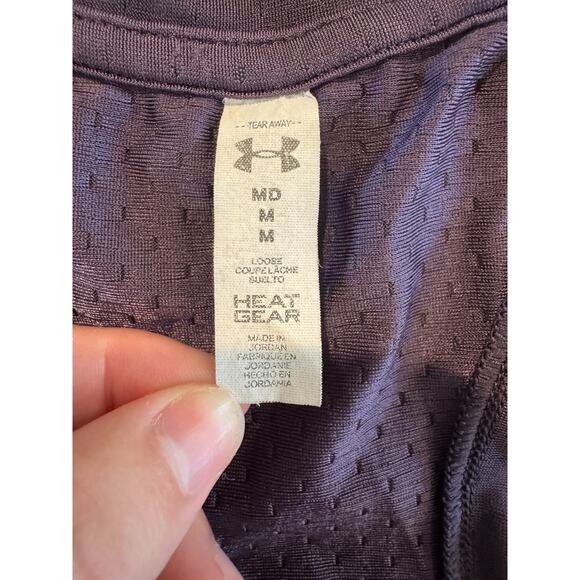 -- TEAR AWAY --
MD
M
M
LOOSE
COUPE LÂCHE
SUELTO
HEAT
GEAR
MADE IN
JORDAN
FABRIQUÉ EN
JORDANIE
HECHO EN
JORDANIA